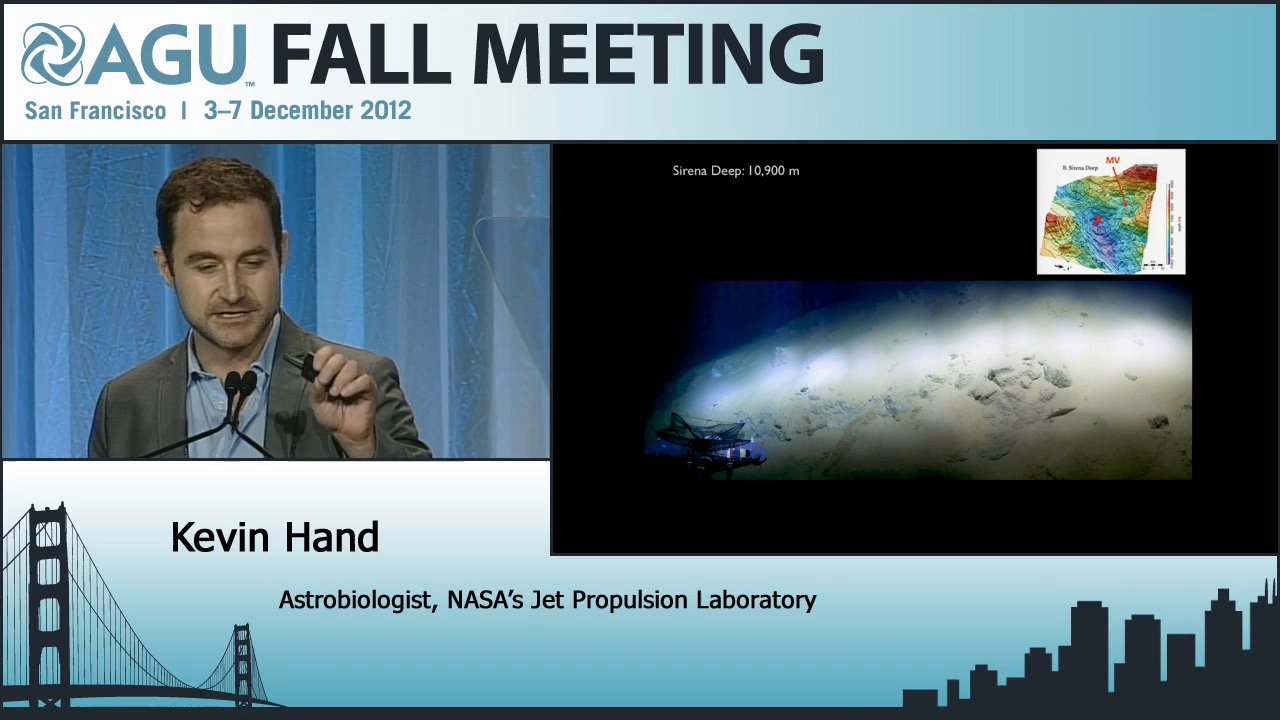 AGU™ FALL MEETING
San Francisco | 3–7 December 2012
Sirena Deep: 10,900 m
MV
B. Sirena Deep
Kevin Hand
Astrobiologist, NASA's Jet Propulsion Laboratory